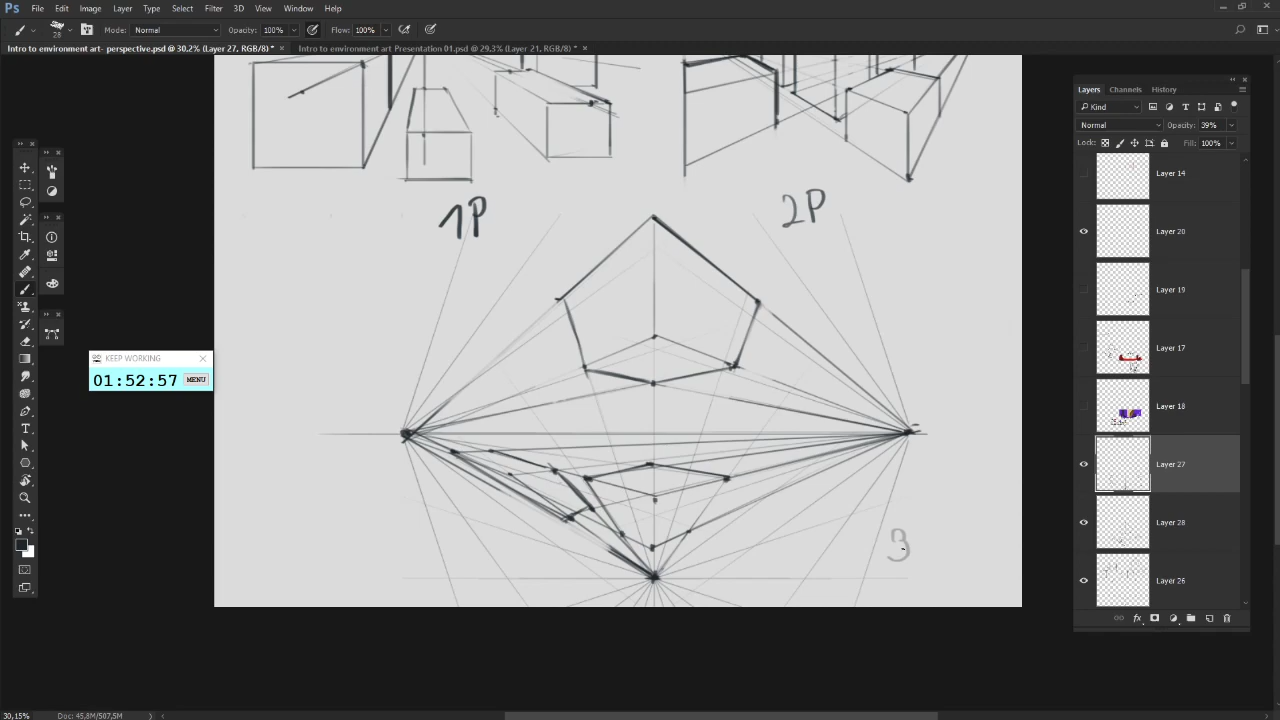 Ps File Edit Image Layer Type Select Filter 3D View Window Help
28 Mode: Normal Opacity: 100% Flow: 100%
Intro to environment art- perspective.psd @ 30,2% (Layer 27, RGB/8) * × Intro to environment art Presentation 01.psd @ 29,3% (Layer 21, RGB/8) * ×
Layers Channels History
Kind
Normal Opacity: 39%
Lock: Fill: 100%
Layer 14
Layer 20
Layer 19
Layer 17
Layer 18
Layer 27
Layer 28
Layer 26
1P
2P
3
KEEP WORKING
01:52:57 MENU
fx
30,15% Doc: 45,8M/507,5M